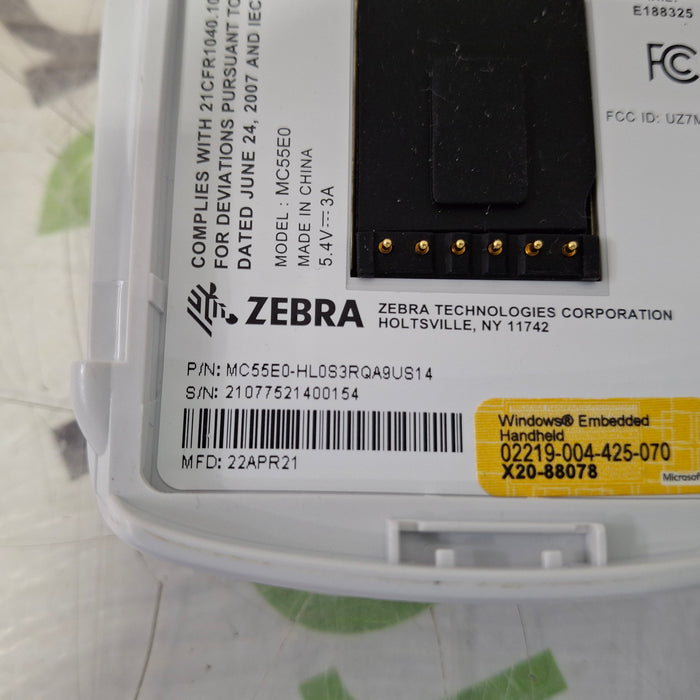 COMPLIES WITH 21CFR1040.10
FOR DEVIATIONS PURSUANT TO
DATED JUNE 24, 2007 AND IEC
MODEL : MC55E0
MADE IN CHINA
5.4V⎓3A
E188325
FC
FCC ID: UZ7M
ZEBRA
ZEBRA TECHNOLOGIES CORPORATION
HOLTSVILLE, NY 11742
P/N: MC55E0-HL0S3RQA9US14
S/N: 21077521400154
MFD: 22APR21
Windows® Embedded
Handheld
02219-004-425-070
X20-88078
Microsoft